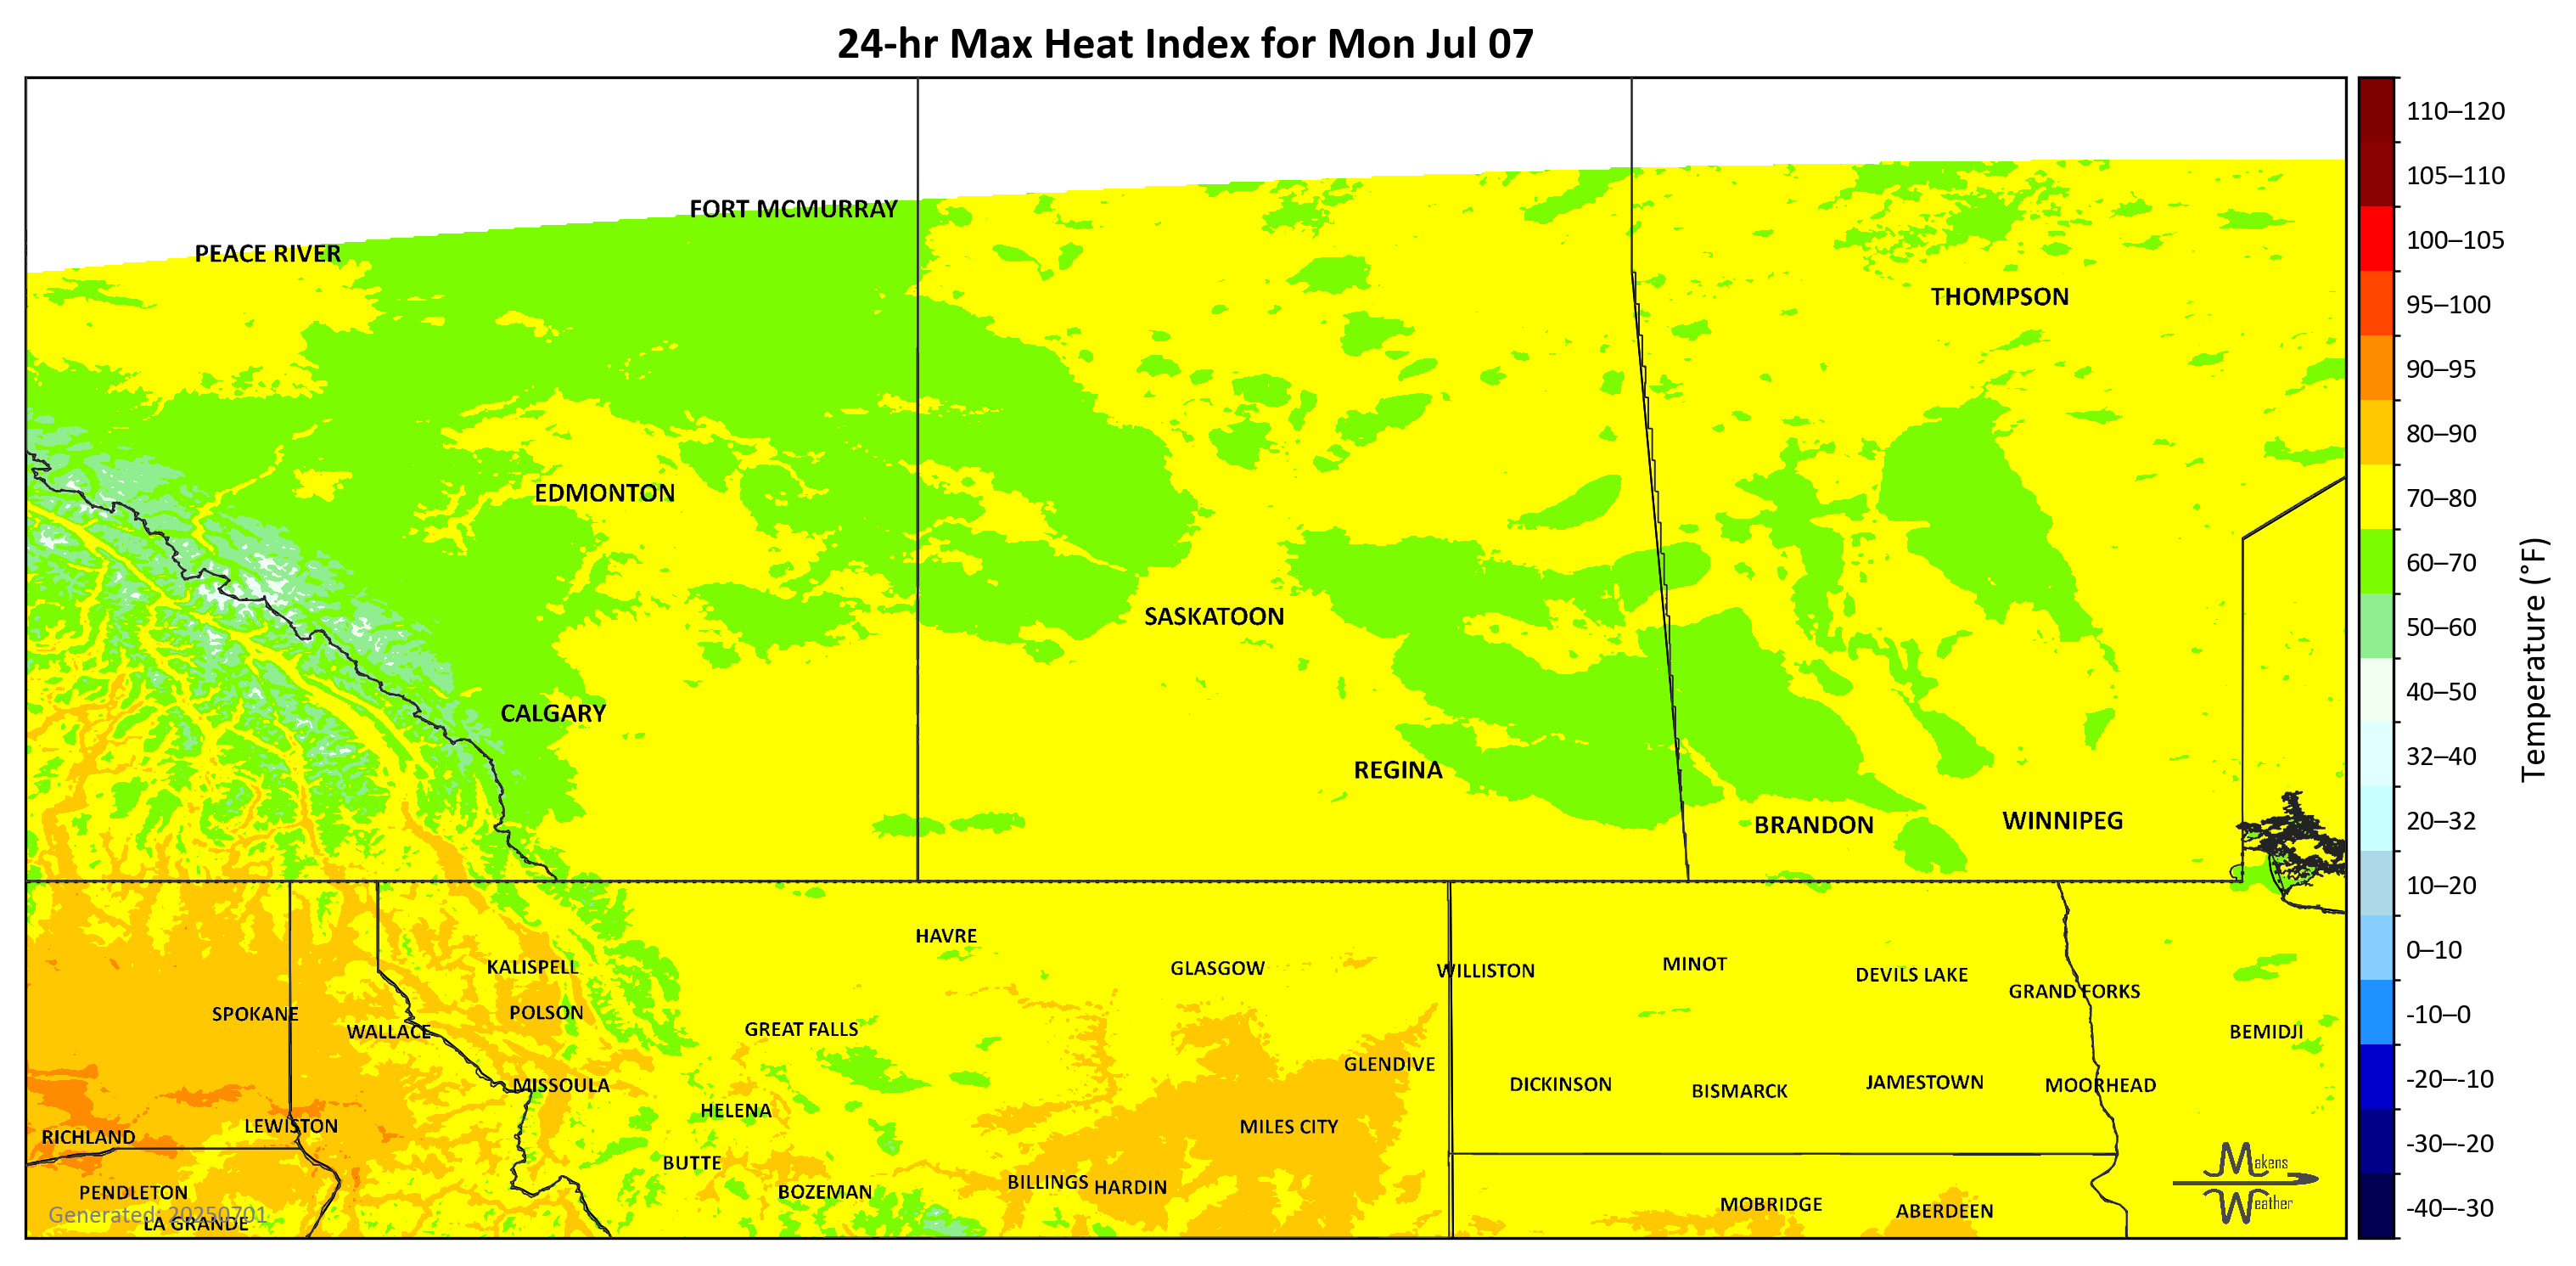 24-hr Max Heat Index for Mon Jul 07
FORT MCMURRAY
PEACE RIVER
THOMPSON
EDMONTON
SASKATOON
CALGARY
REGINA
BRANDON
WINNIPEG
HAVRE
KALISPELL
GLASGOW
WILLISTON
MINOT
DEVILS LAKE
GRAND FORKS
SPOKANE
POLSON
WALLACE
GREAT FALLS
BEMIDJI
GLENDIVE
MISSOULA
DICKINSON
BISMARCK
JAMESTOWN
MOORHEAD
HELENA
LEWISTON
MILES CITY
RICHLAND
BUTTE
BILLINGS
HARDIN
PENDLETON
BOZEMAN
MOBRIDGE
ABERDEEN
Generated: 20250701
LA GRANDE
Makens
Weather
110–120
105–110
100–105
95–100
90–95
80–90
70–80
60–70
50–60
40–50
32–40
20–32
10–20
0–10
-10–0
-20–-10
-30–-20
-40–-30
Temperature (°F)